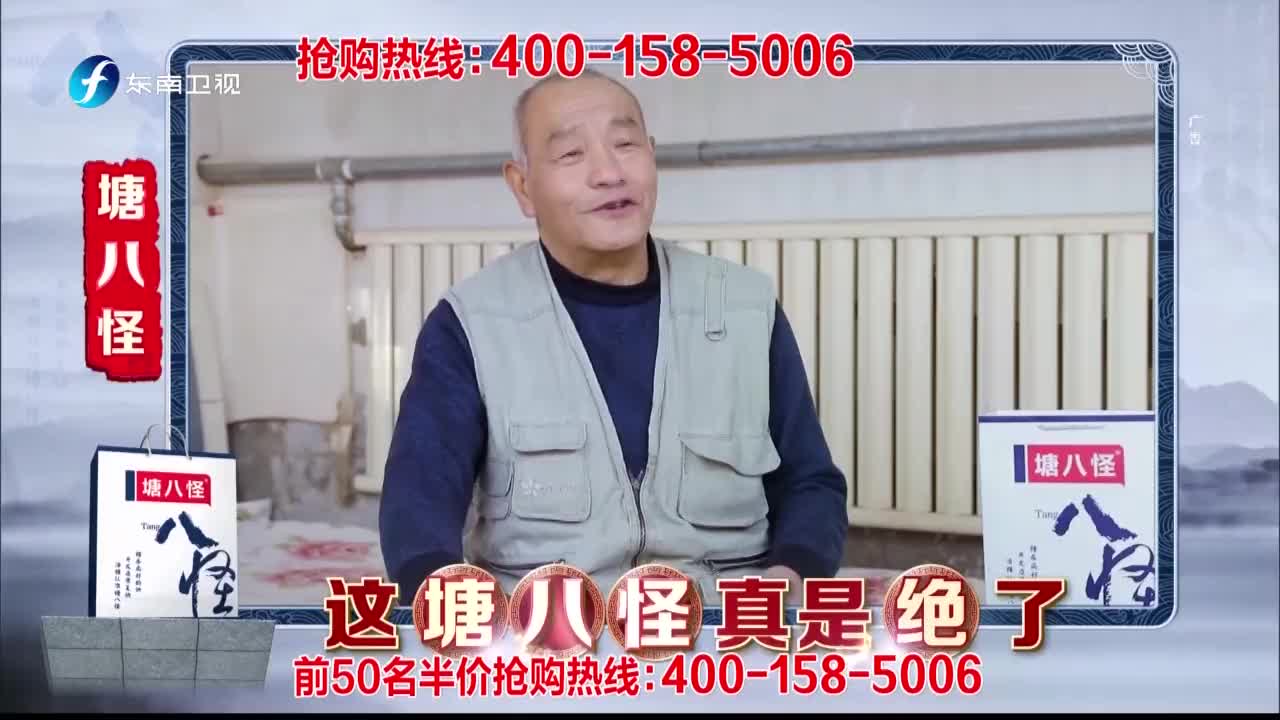 抢购热线:400-158-5006
东南卫视
广告
塘八怪
塘八怪
Tang
八怪
塘八怪
Tang
八怪
这塘八怪真是绝了
前50名半价抢购热线:400-158-5006